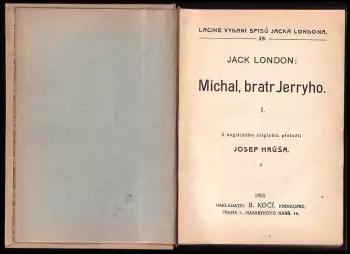 LACINÉ VYDÁNÍ SPISŮ JACKA LONDONA.
59.
JACK LONDON:
Michal, bratr Jerryho.
I.
Z anglického originálu přeložil
JOSEF HRŮŠA.
1925
NAKLADATEL B. KOČÍ, KNIHKUPEC,
PRAHA I., MASARYKOVO NÁBŘ. 14.